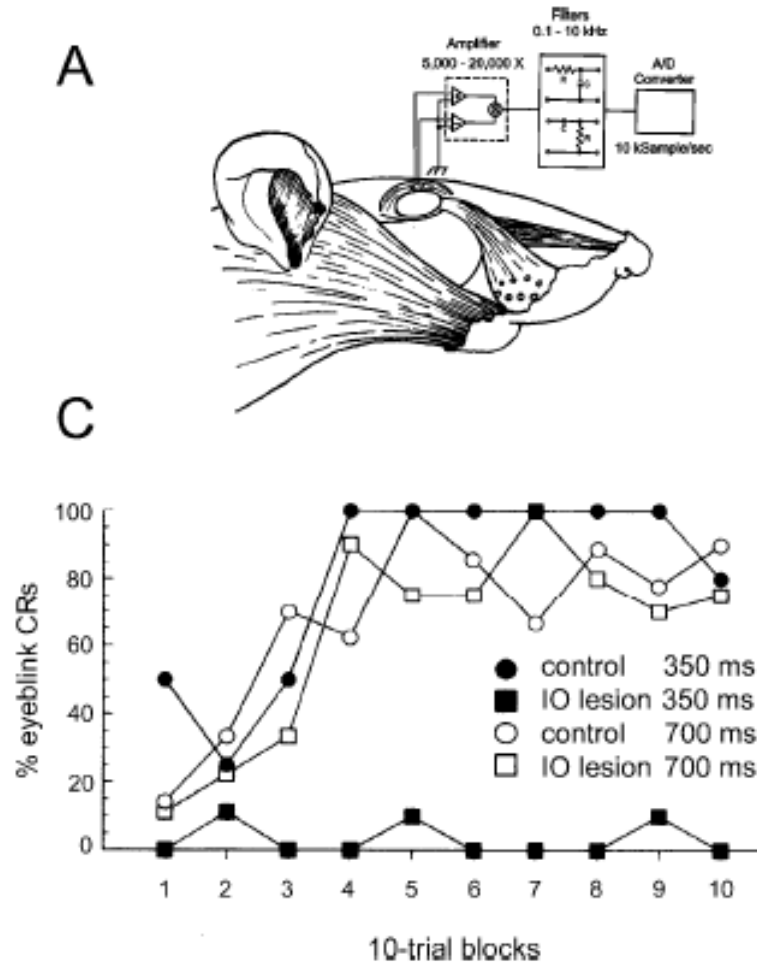 A
Filters
0.1 - 10 kHz
Amplifier
5,000 - 20,000 X
A/D
Converter
10 kSample/sec
R
C
C
R
C
100
80
60
40
20
0
% eyeblink CRs
control 350 ms
IO lesion 350 ms
control 700 ms
IO lesion 700 ms
1 2 3 4 5 6 7 8 9 10
10-trial blocks